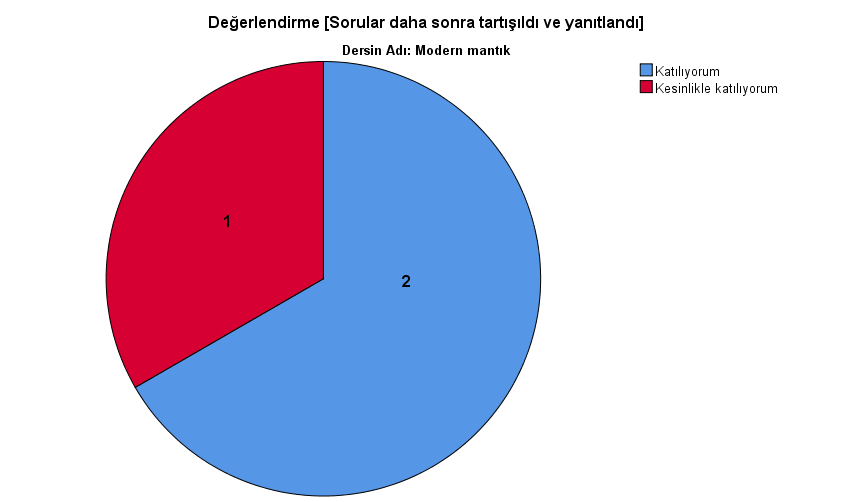 Değerlendirme [Sorular daha sonra tartışıldı ve yanıtlandı]
Dersin Adı: Modern mantık
Katılıyorum
Kesinlikle katılıyorum
1
2